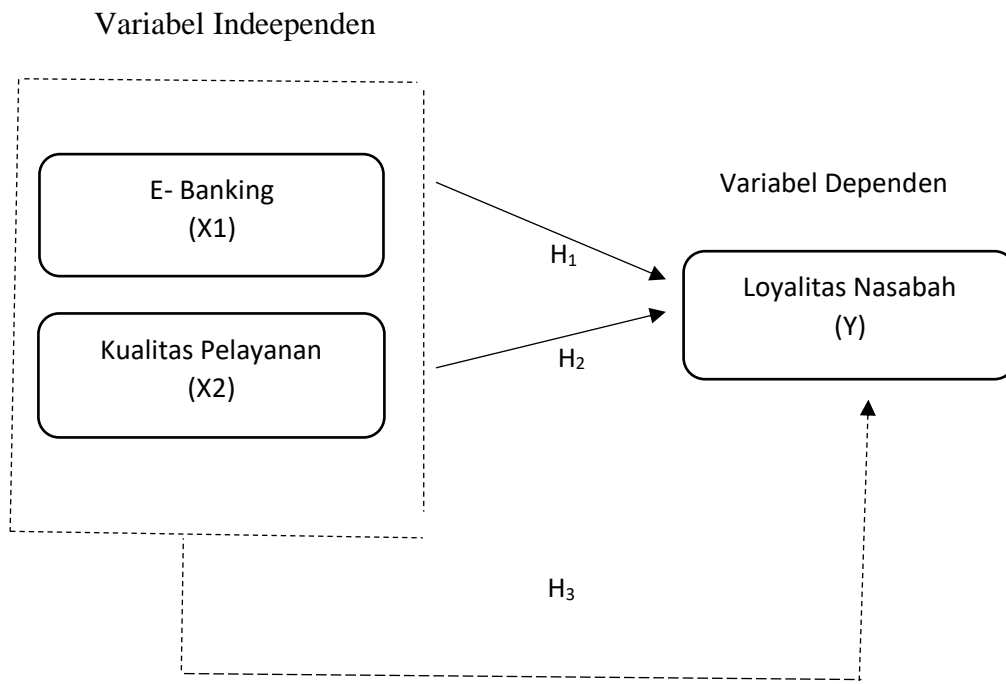 Variabel Indeependen
E- Banking
(X1)
Variabel Dependen
H₁
Loyalitas Nasabah
(Y)
Kualitas Pelayanan
(X2)
H₂
H₃